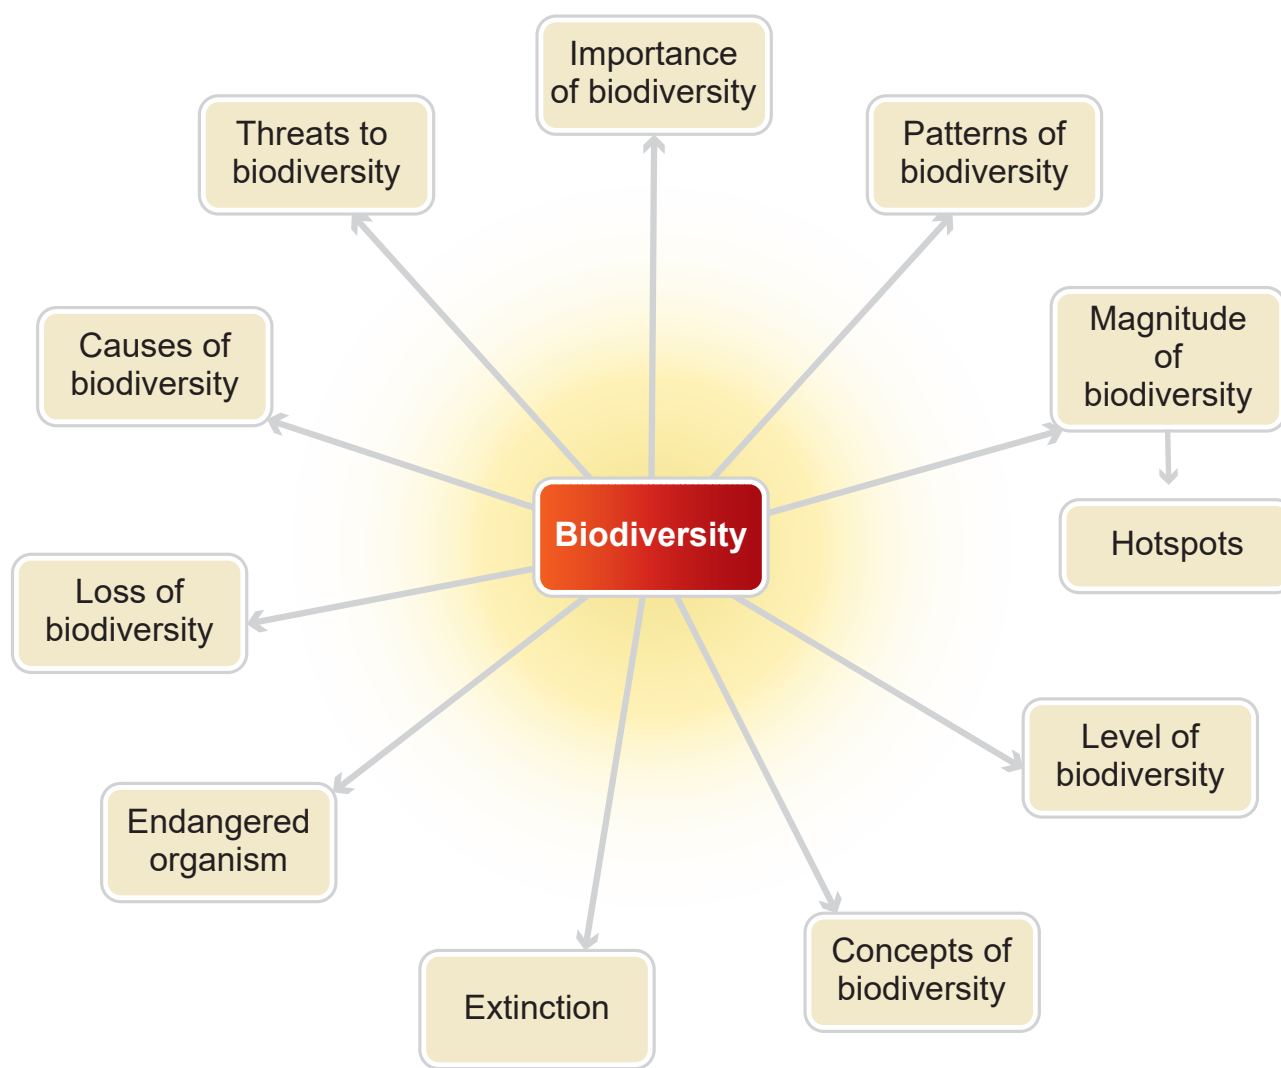 Importance
of biodiversity
Threats to
biodiversity
Patterns of
biodiversity
Causes of
biodiversity
Magnitude
of
biodiversity
Biodiversity
Hotspots
Loss of
biodiversity
Level of
biodiversity
Endangered
organism
Concepts of
biodiversity
Extinction